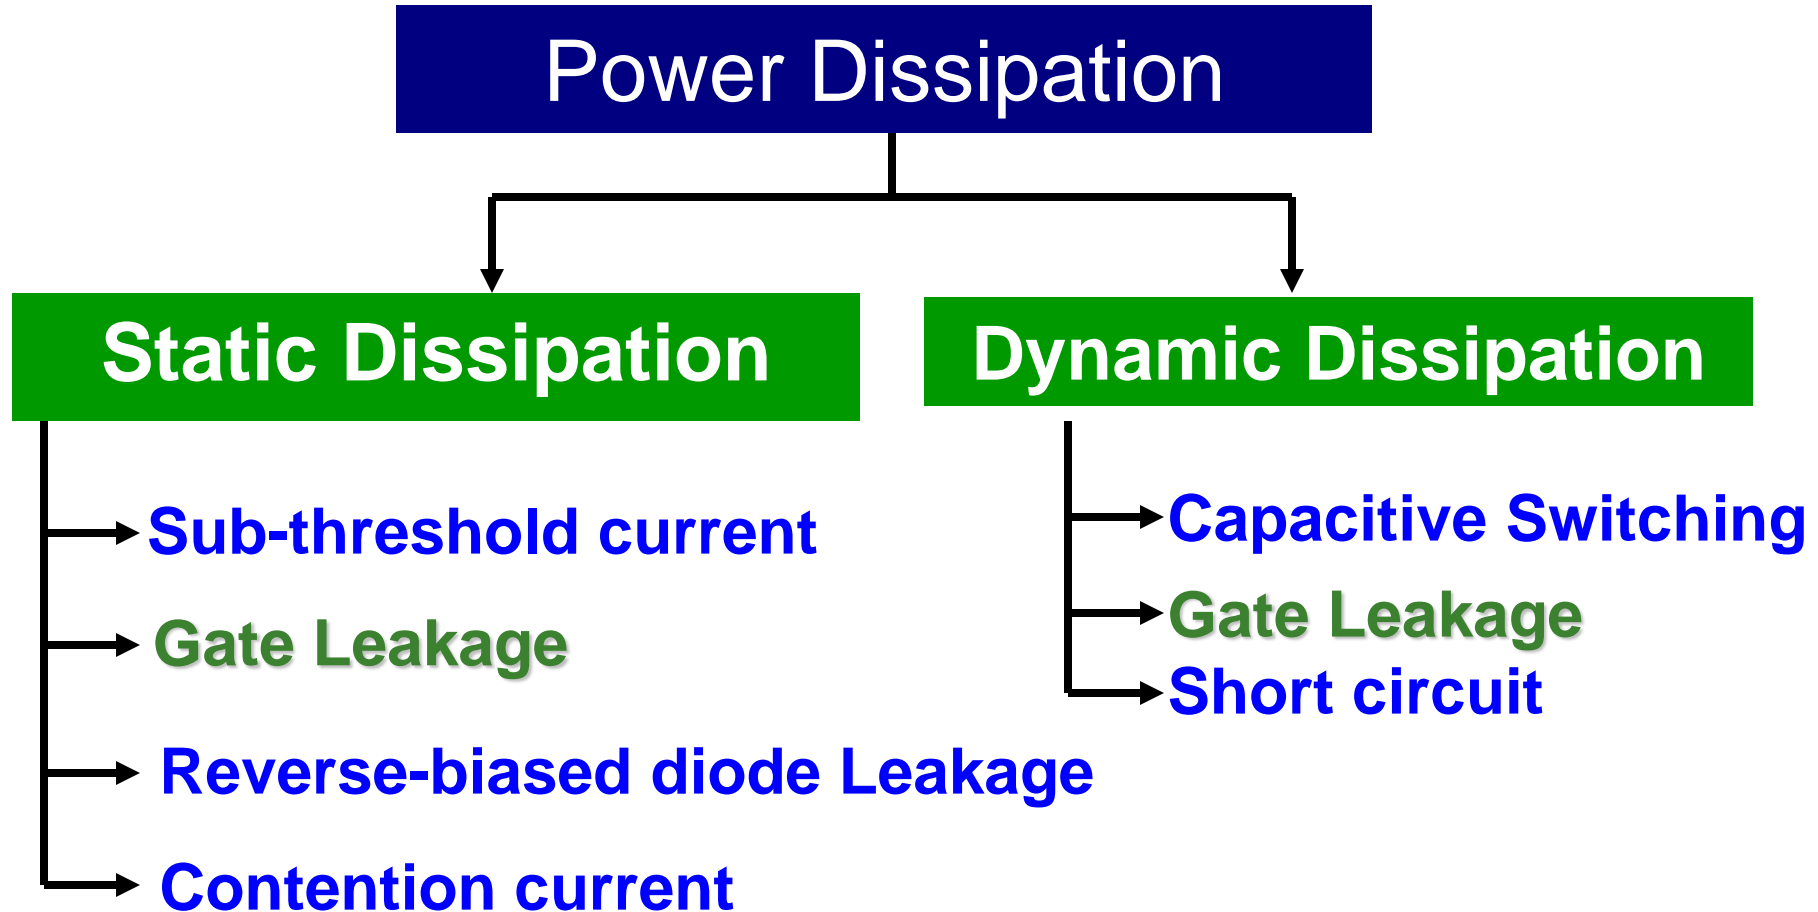 Power Dissipation
Static Dissipation
Sub-threshold current
Gate Leakage
Reverse-biased diode Leakage
Contention current
Dynamic Dissipation
Capacitive Switching
Gate Leakage
Short circuit